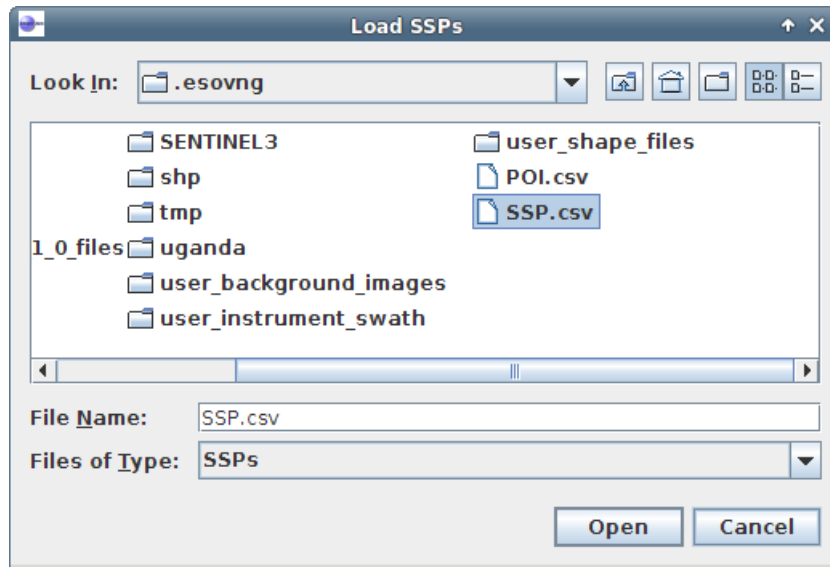 Load SSPs
Look In: .esovng
SENTINEL3 user_shape_files
shp POI.csv
tmp SSP.csv
1_0_files uganda
user_background_images
user_instrument_swath
File Name: SSP.csv
Files of Type: SSPs
Open Cancel